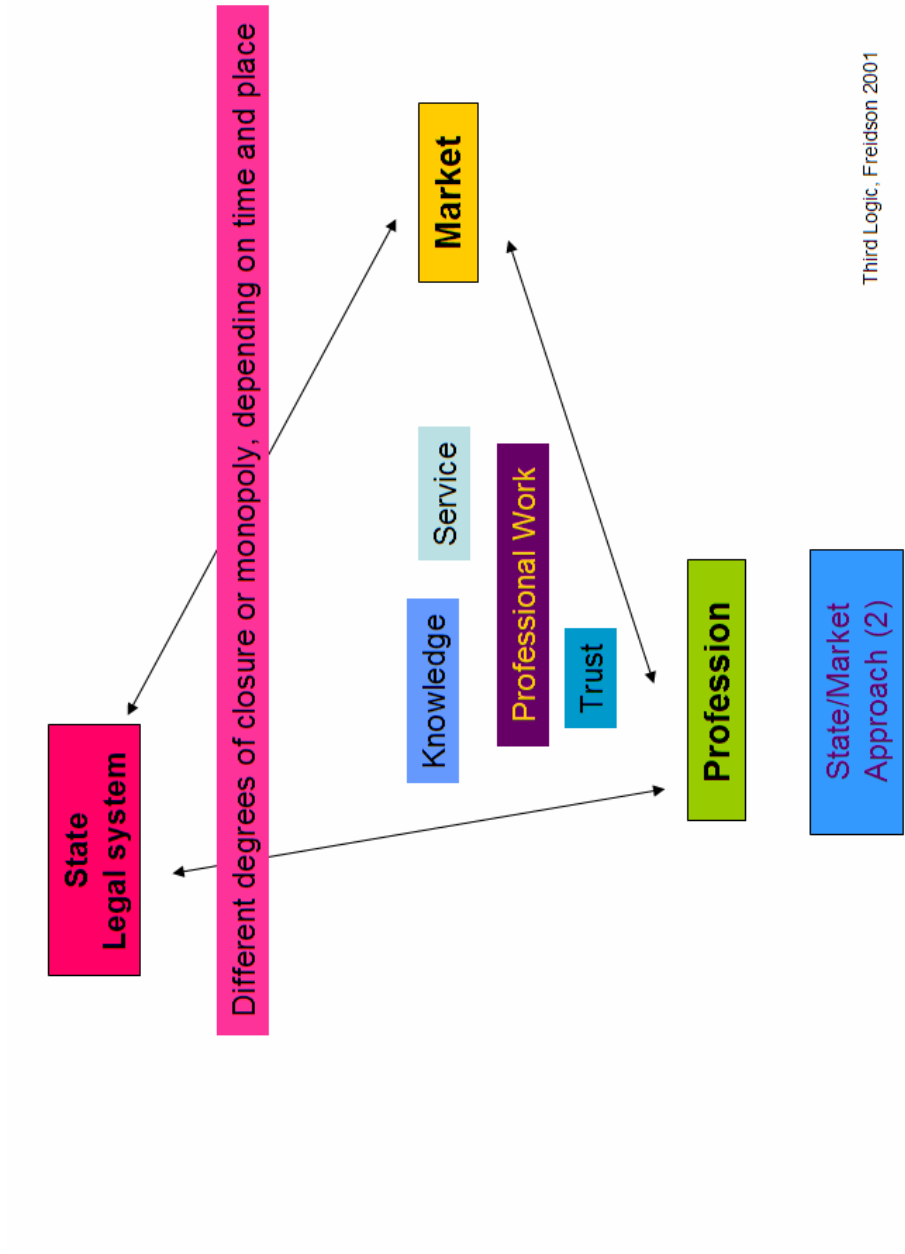 State
Legal system
Different degrees of closure or monopoly, depending on time and place
Market
Knowledge
Service
Professional Work
Trust
Profession
State/Market
Approach (2)
Third Logic, Freidson 2001